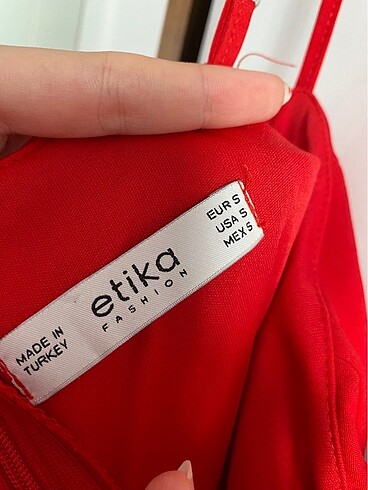 MADE IN
TURKEY
etika
FASHION
EUR S
USA S
MEX S